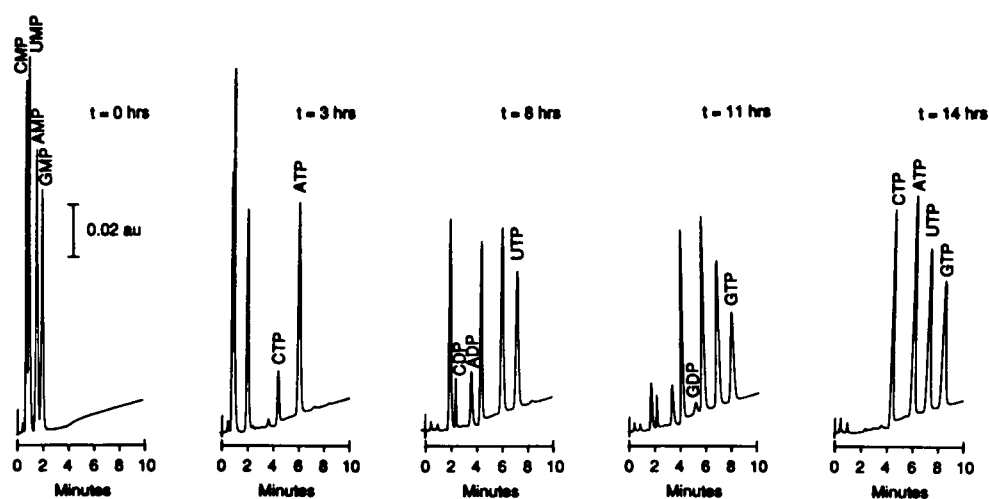 CMP
UMP
AMP
GMP
t = 0 hrs
0.02 au
0 2 4 6 8 10
Minutes
t = 3 hrs
CTP
ATP
0 2 4 6 8 10
Minutes
t = 8 hrs
CDP
ADP
UTP
0 2 4 6 8 10
Minutes
t = 11 hrs
GDP
GTP
0 2 4 6 8 10
Minutes
t = 14 hrs
CTP
ATP
UTP
GTP
0 2 4 6 8 10
Minutes